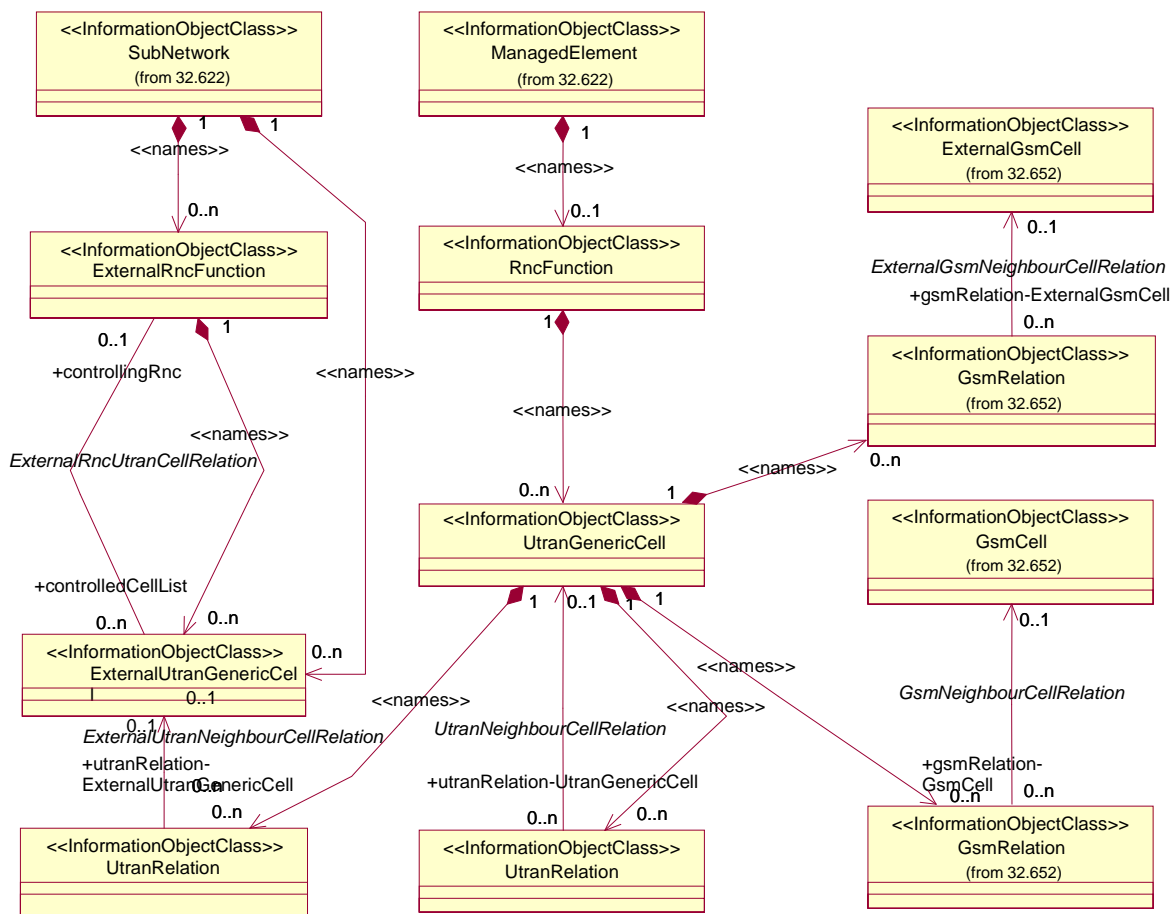 <<InformationObjectClass>>
SubNetwork
(from 32.622)
<<InformationObjectClass>>
ManagedElement
(from 32.622)
1
1
<<names>>
1
<<names>>
<<InformationObjectClass>>
ExternalGsmCell
(from 32.652)
0..n
0..1
0..1
<<InformationObjectClass>>
ExternalRncFunction
<<InformationObjectClass>>
RncFunction
ExternalGsmNeighbourCellRelation
+gsmRelation-ExternalGsmCell
0..n
0..1
1
1
+controllingRnc
<<names>>
<<InformationObjectClass>>
GsmRelation
(from 32.652)
<<names>>
<<names>>
ExternalRncUtranCellRelation
0..n
<<names>>
0..n
1
<<InformationObjectClass>>
UtranGenericCell
<<InformationObjectClass>>
GsmCell
(from 32.652)
+controlledCellList
0..n
0..n
1
0..1
1
1
0..1
<<InformationObjectClass>>
ExternalUtranGenericCel
l
0..n
0..1
0..1
<<names>>
<<names>>
<<names>>
GsmNeighbourCellRelation
ExternalUtranNeighbourCellRelation
UtranNeighbourCellRelation
+utranRelation-
ExternalUtranGenericCell
0..n
+utranRelation-UtranGenericCell
+gsmRelation-
GsmCell
0..n
0..n
0..n
0..n
0..n
0..n
<<InformationObjectClass>>
UtranRelation
<<InformationObjectClass>>
UtranRelation
<<InformationObjectClass>>
GsmRelation
(from 32.652)